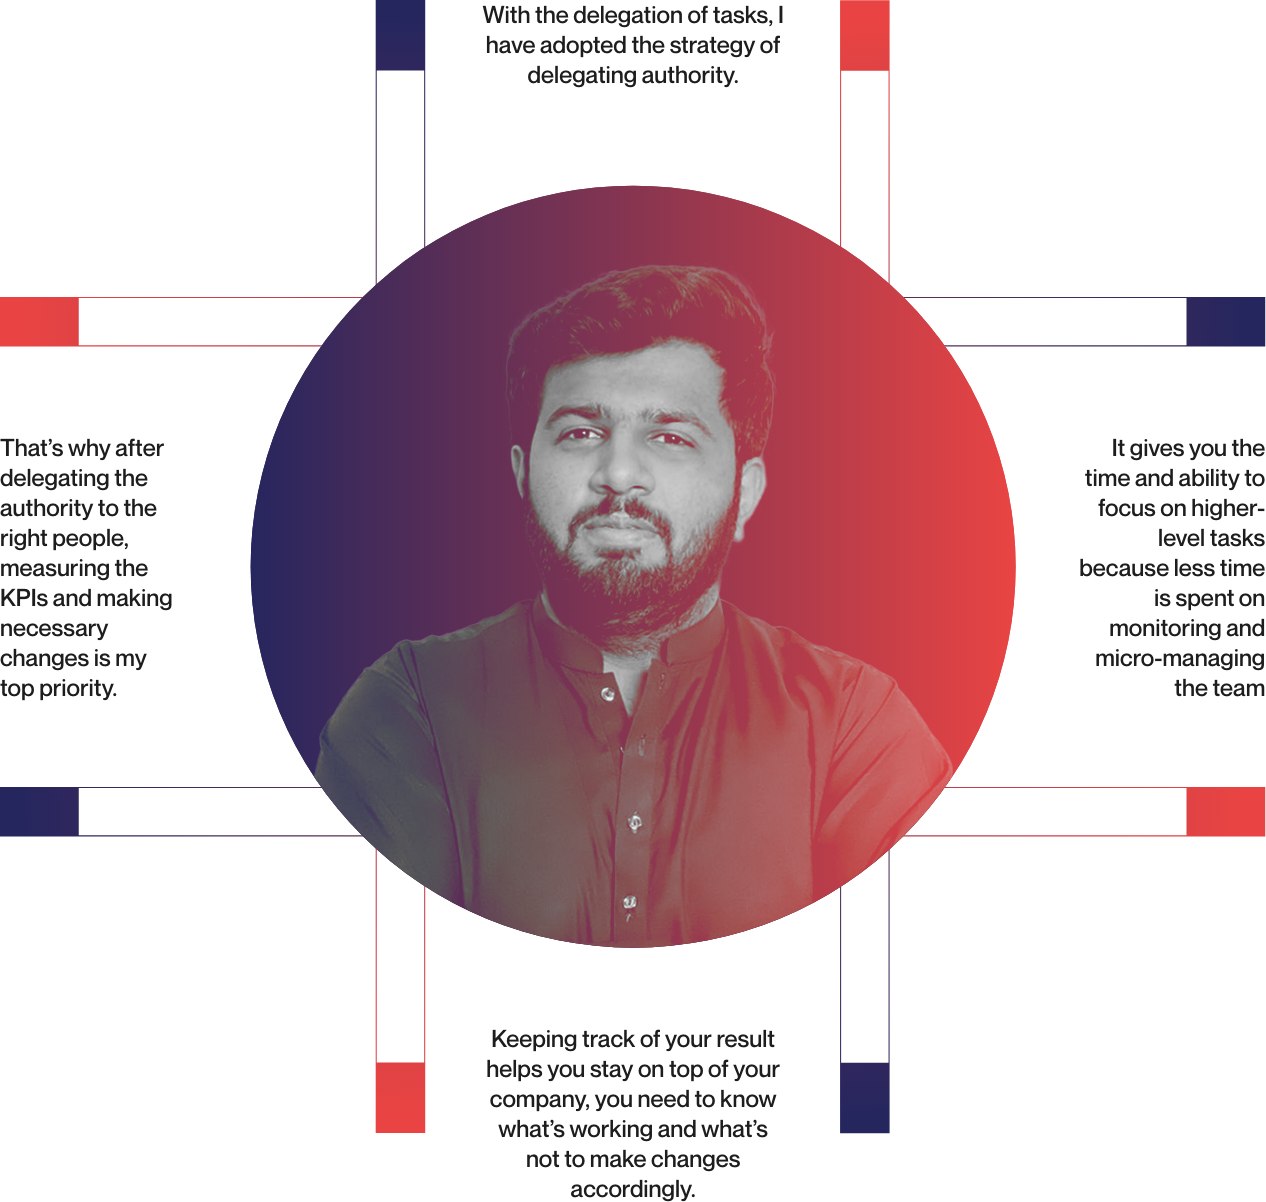 With the delegation of tasks, I
have adopted the strategy of
delegating authority.
That’s why after
delegating the
authority to the
right people,
measuring the
KPIs and making
necessary
changes is my
top priority.
It gives you the
time and ability to
focus on higher-
level tasks
because less time
is spent on
monitoring and
micro-managing
the team
Keeping track of your result
helps you stay on top of your
company, you need to know
what’s working and what’s
not to make changes
accordingly.